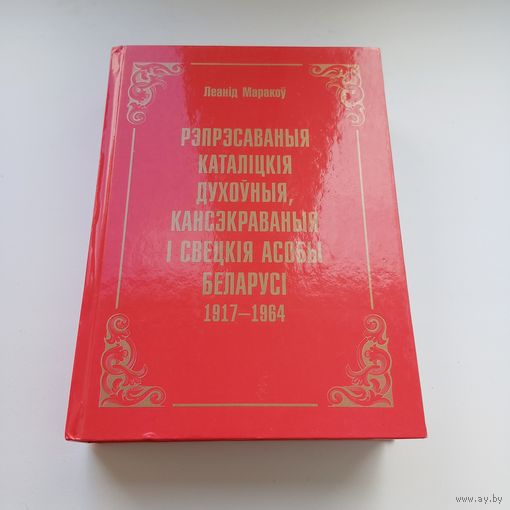 Леанід Маракоў
РЭПРЭСАВАНЫЯ
КАТАЛІЦКІЯ
ДУХОЎНЫЯ,
КАНСЭКРАВАНЫЯ
І СВЕЦКІЯ АСОБЫ
БЕЛАРУСІ
1917–1964
www.ay.by